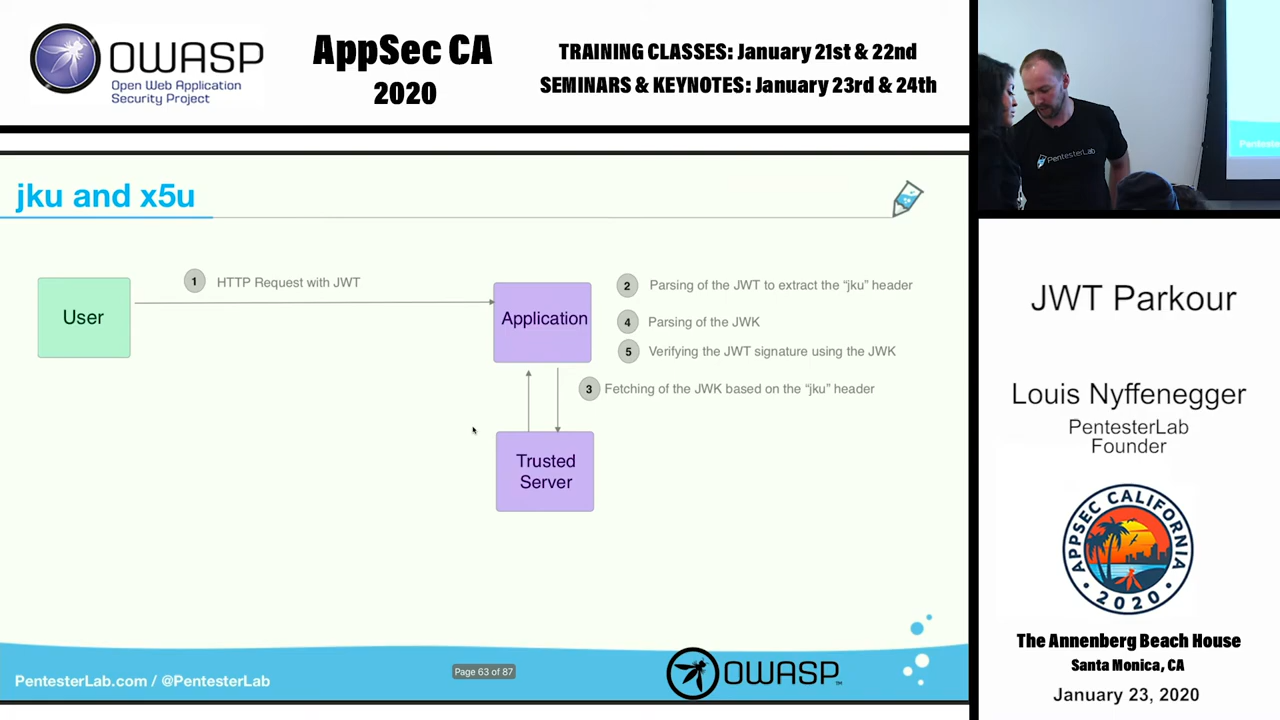 OWASP
Open Web Application
Security Project
AppSec CA
2020
TRAINING CLASSES: January 21st & 22nd
SEMINARS & KEYNOTES: January 23rd & 24th
PentesterLab
jku and x5u
1 HTTP Request with JWT
User
Application
2 Parsing of the JWT to extract the “jku” header
4 Parsing of the JWK
5 Verifying the JWT signature using the JWK
3 Fetching of the JWK based on the “jku” header
Trusted
Server
PentesterLab.com / @PentesterLab
Page 63 of 87
OWASP™
JWT Parkour
Louis Nyffenegger
PentesterLab
Founder
APPSEC CALIFORNIA
2020
The Annenberg Beach House
Santa Monica, CA
January 23, 2020